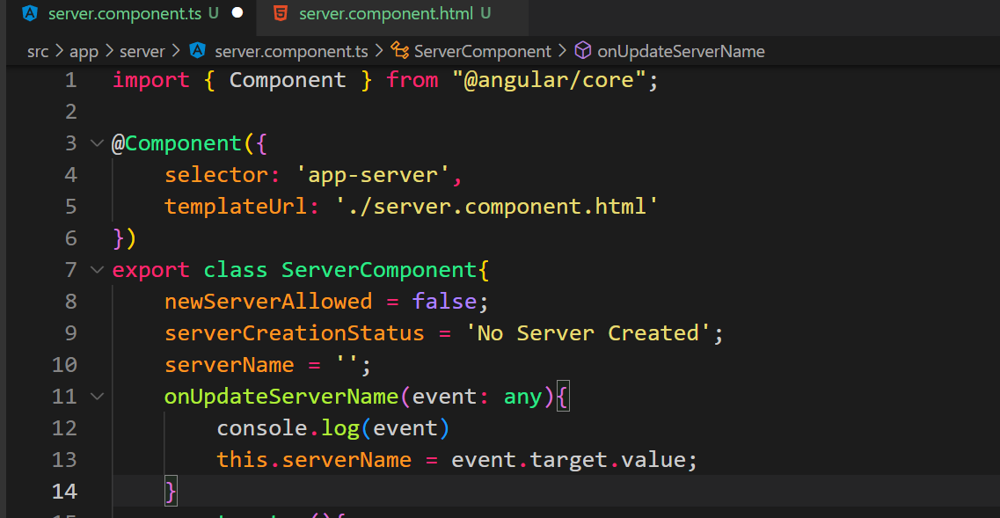 server.component.ts U server.component.html U
src > app > server > server.component.ts > ServerComponent > onUpdateServerName
1 import { Component } from "@angular/core";
2
3 @Component({
4 selector: 'app-server',
5 templateUrl: './server.component.html'
6 })
7 export class ServerComponent{
8 newServerAllowed = false;
9 serverCreationStatus = 'No Server Created';
10 serverName = '';
11 onUpdateServerName(event: any){
12 console.log(event)
13 this.serverName = event.target.value;
14 }